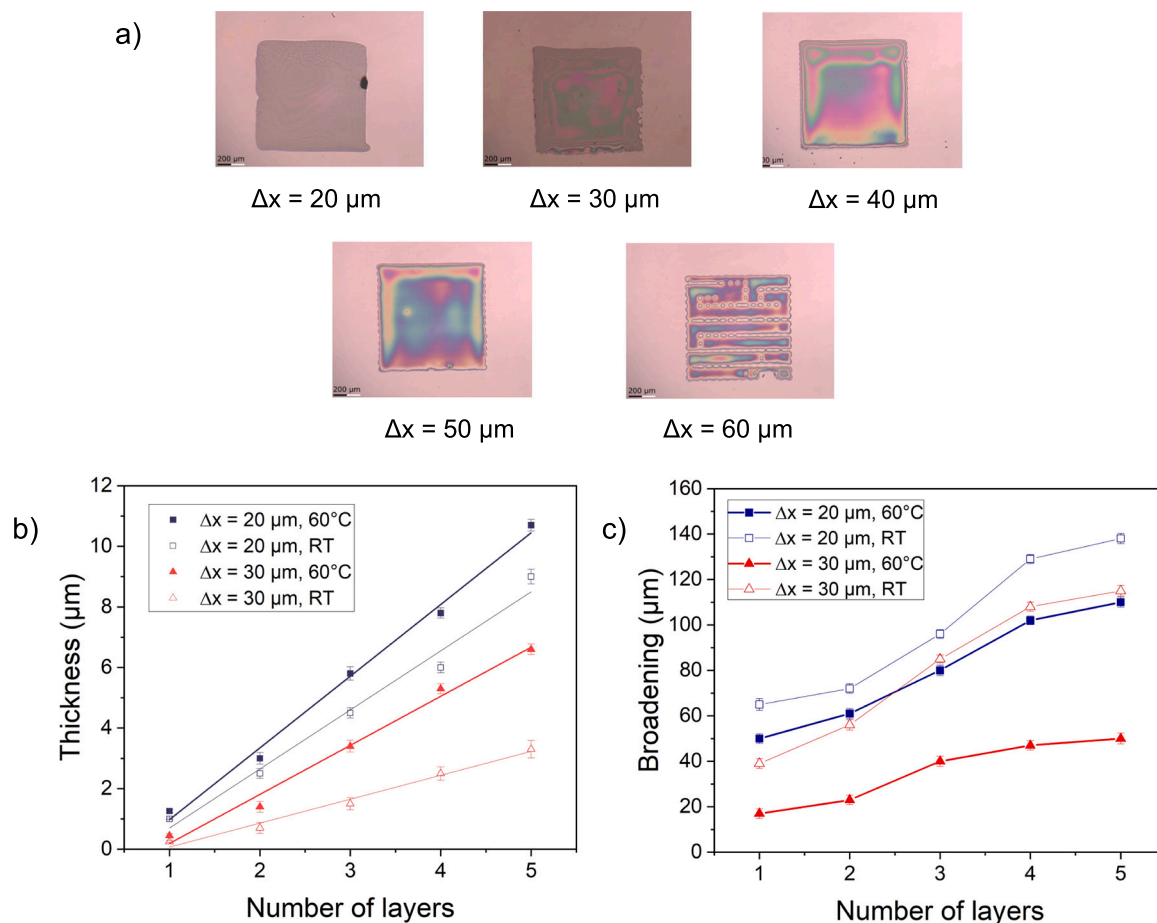 a)
200 µm
200 µm
00 µm
Δx = 20 µm
Δx = 30 µm
Δx = 40 µm
200 µm
200 µm
Δx = 50 µm
Δx = 60 µm
b)
Thickness (µm)
12
10
8
6
4
2
0
Δx = 20 µm, 60°C
Δx = 20 µm, RT
Δx = 30 µm, 60°C
Δx = 30 µm, RT
1 2 3 4 5
Number of layers
c)
Broadening (µm)
160
140
120
100
80
60
40
20
0
Δx = 20 µm, 60°C
Δx = 20 µm, RT
Δx = 30 µm, 60°C
Δx = 30 µm, RT
1 2 3 4 5
Number of layers